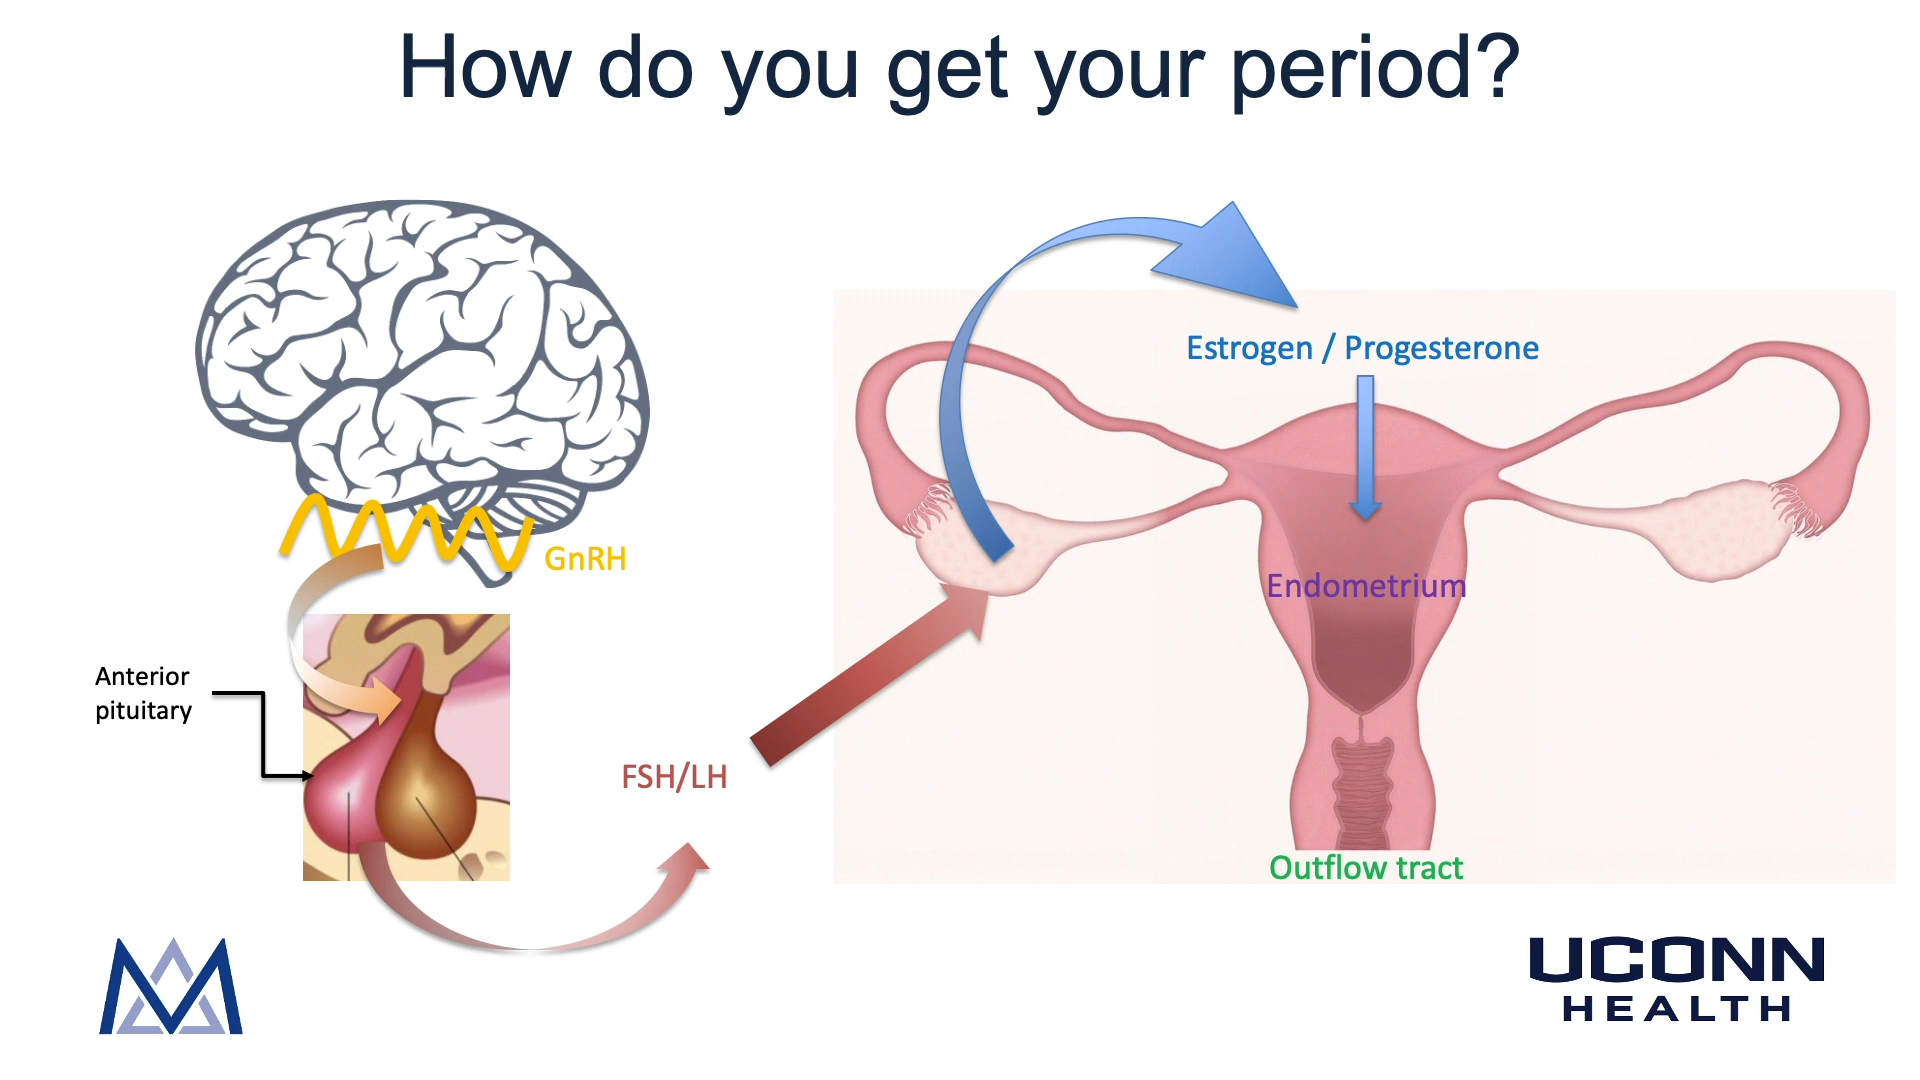 How do you get your period?
Estrogen / Progesterone
GnRH
Endometrium
Anterior
pituitary
FSH/LH
Outflow tract
UCONN
HEALTH